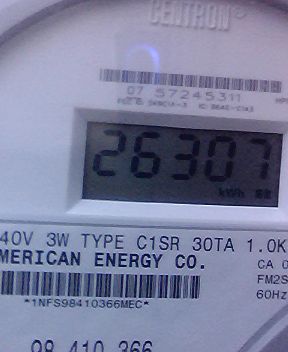 CENTRON®
07 57245311
26307
kWh
40V 3W TYPE C1SR 30TA 1.0K
MERICAN ENERGY CO.
CA 0
FM2S
60Hz
*1NFS98410366MEC*
98 410 366